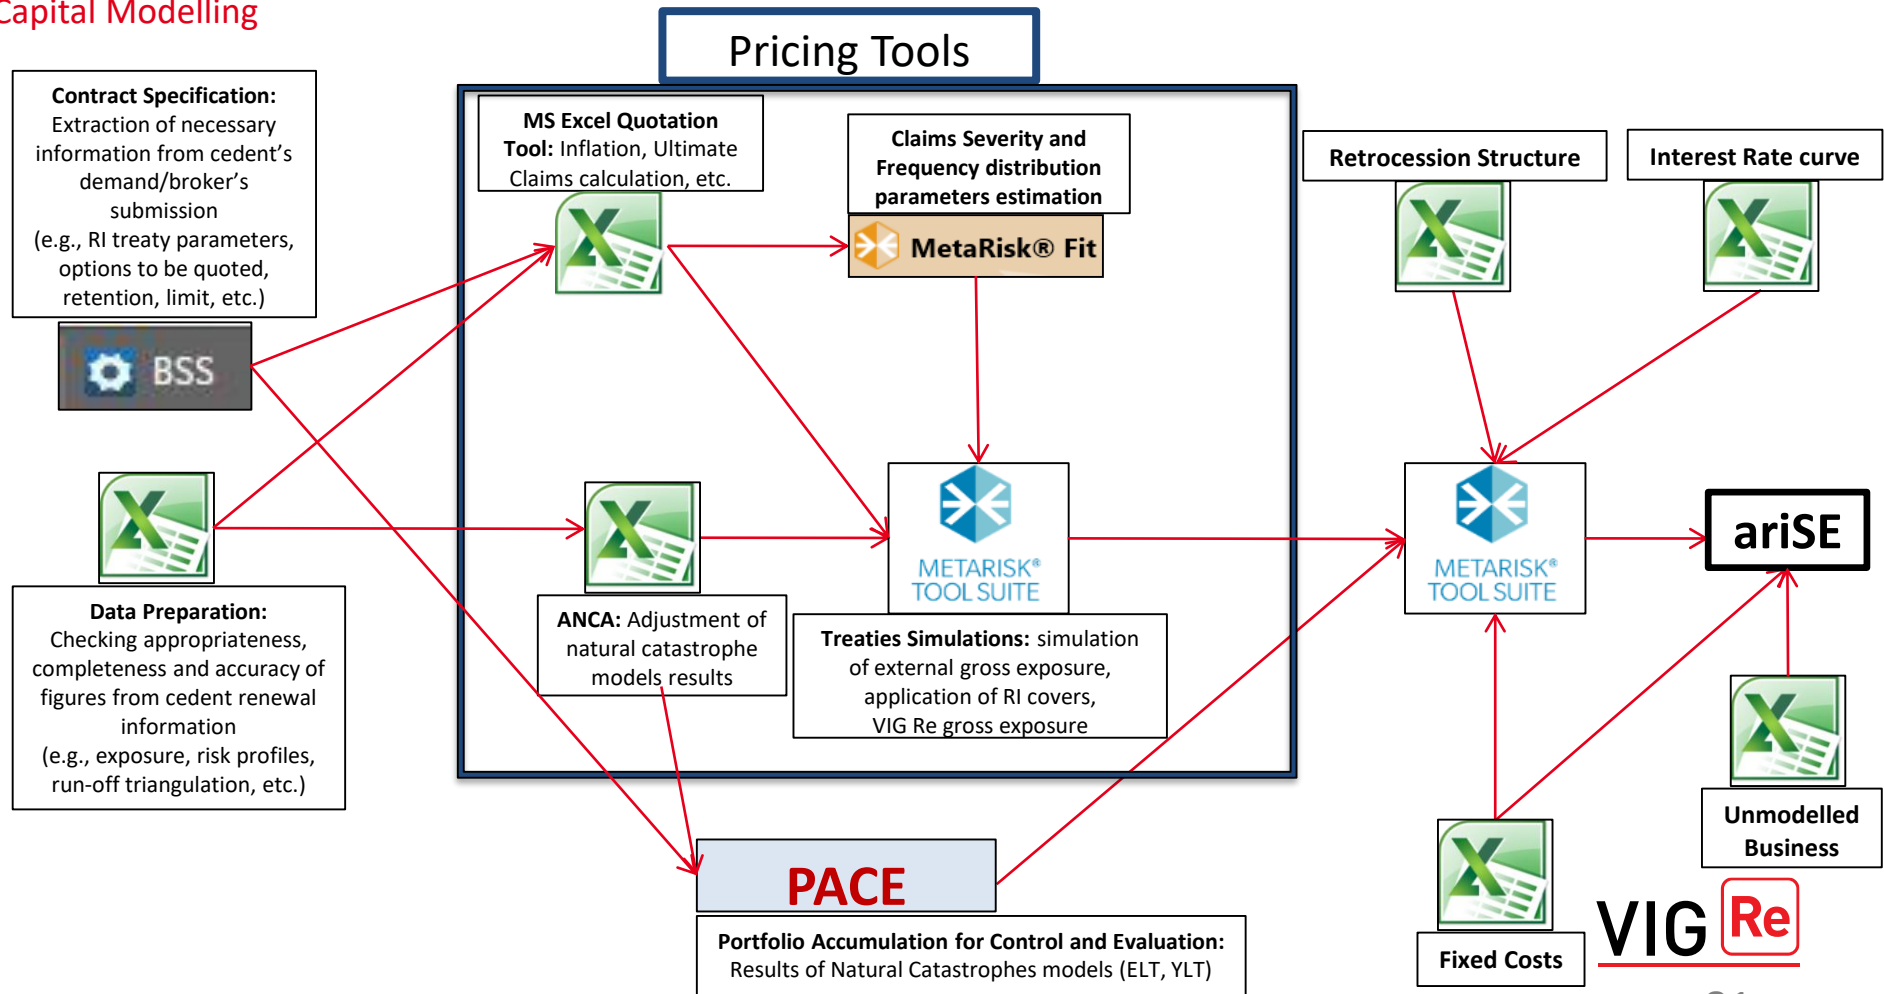 Capital Modelling
Pricing Tools
Contract Specification:
Extraction of necessary
information from cedent's
demand/broker's
submission
(e.g., RI treaty parameters,
options to be quoted,
retention, limit, etc.)
BSS
MS Excel Quotation
Tool: Inflation, Ultimate
Claims calculation, etc.
Claims Severity and
Frequency distribution
parameters estimation
MetaRisk® Fit
Retrocession Structure
Interest Rate curve
Data Preparation:
Checking appropriateness,
completeness and accuracy of
figures from cedent renewal
information
(e.g., exposure, risk profiles,
run-off triangulation, etc.)
ANCA: Adjustment of
natural catastrophe
models results
METARISK®
TOOL SUITE
Treaties Simulations: simulation
of external gross exposure,
application of RI covers,
VIG Re gross exposure
METARISK®
TOOL SUITE
ariSE
PACE
Portfolio Accumulation for Control and Evaluation:
Results of Natural Catastrophes models (ELT, YLT)
Fixed Costs
Unmodelled
Business
VIG Re